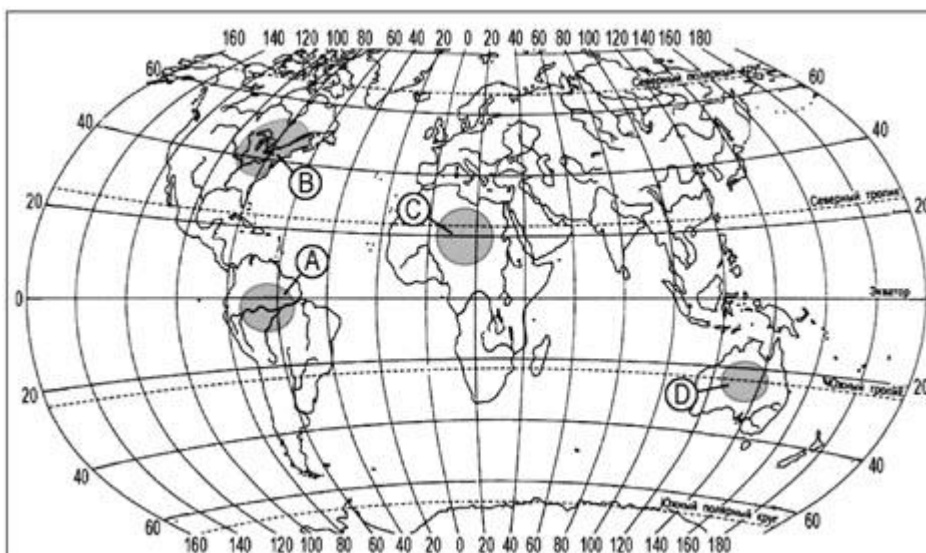 160 140 120 100 80 60 40 20 0 20 40 60 80 100 120 140 160 180
60 Северный полярный круг 60
40 40
B
20 Северный тропик 20
C
A
0 Экватор 0
D
20 Южный тропик 20
40 40
60 Южный полярный круг 60
160 140 120 100 80 60 40 20 0 20 40 60 80 100 120 140 160 180